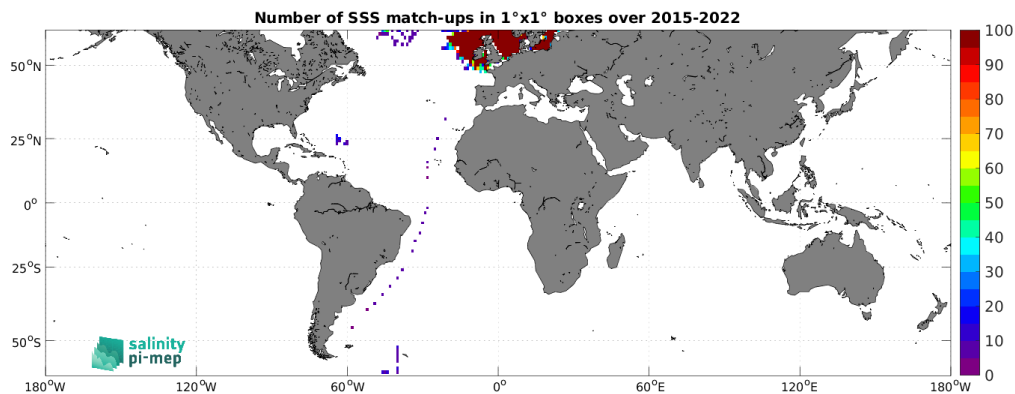 Number of SSS match-ups in 1°x1° boxes over 2015-2022
100
90
80
70
60
50
40
30
20
10
0
50°N
25°N
0°
25°S
50°S
salinity
pi-mep
180°W 120°W 60°W 0° 60°E 120°E 180°W